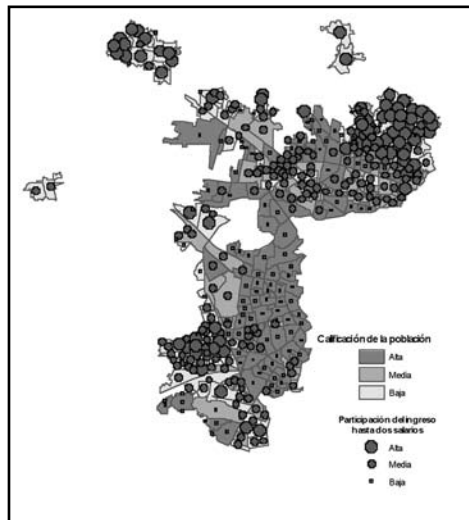 Calificación de la población
Alta
Media
Baja
Participación del ingreso
hasta dos salarios
Alta
Media
Baja